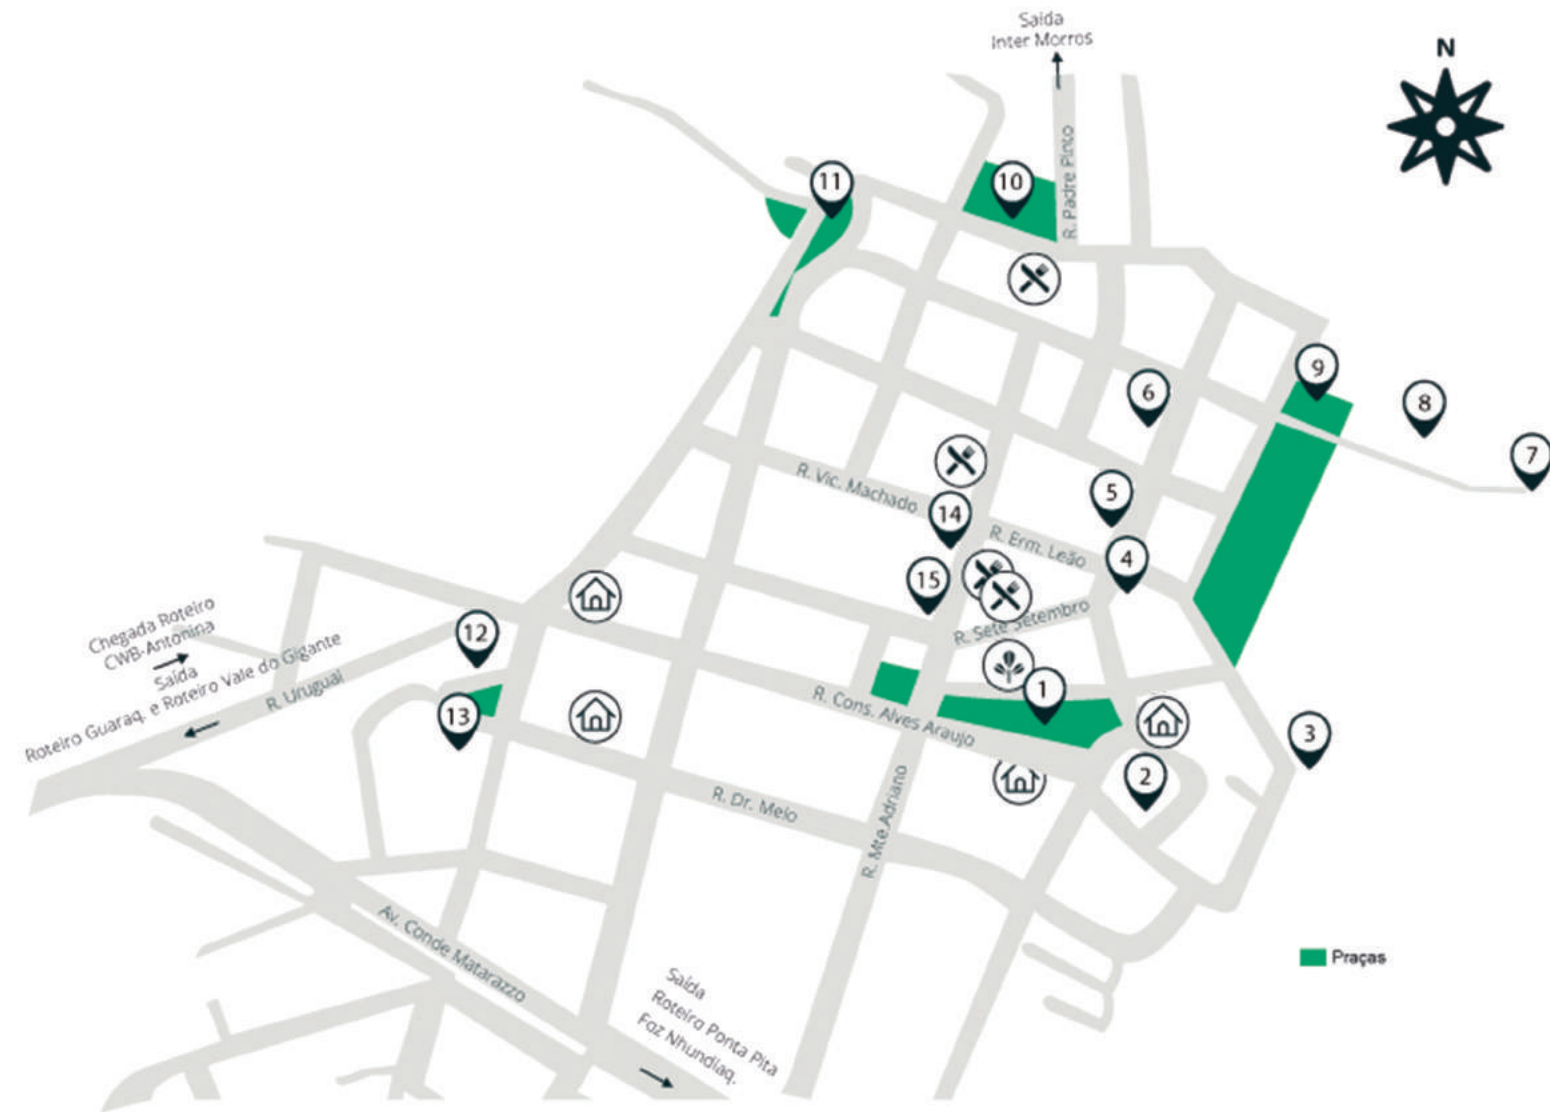 Saída
Inter Morros
N
R. Padre Pinto
11
10
9
8
7
6
5
4
R. Vic. Machado
14
R. Erm. Leão
15
R. Sete Setembro
12
13
1
2
3
Chegada Roteiro
CWB-Antonina
Saída
Roteiro Guaraq. e Roteiro Vale do Gigante
R. Uruguai
R. Cons. Alves Araujo
R. Dr. Melo
R. Mte.Adriano
Av. Conde Matarazzo
Saída
Roteiro Ponta Pita
Foz Nhundiaq.
Praças